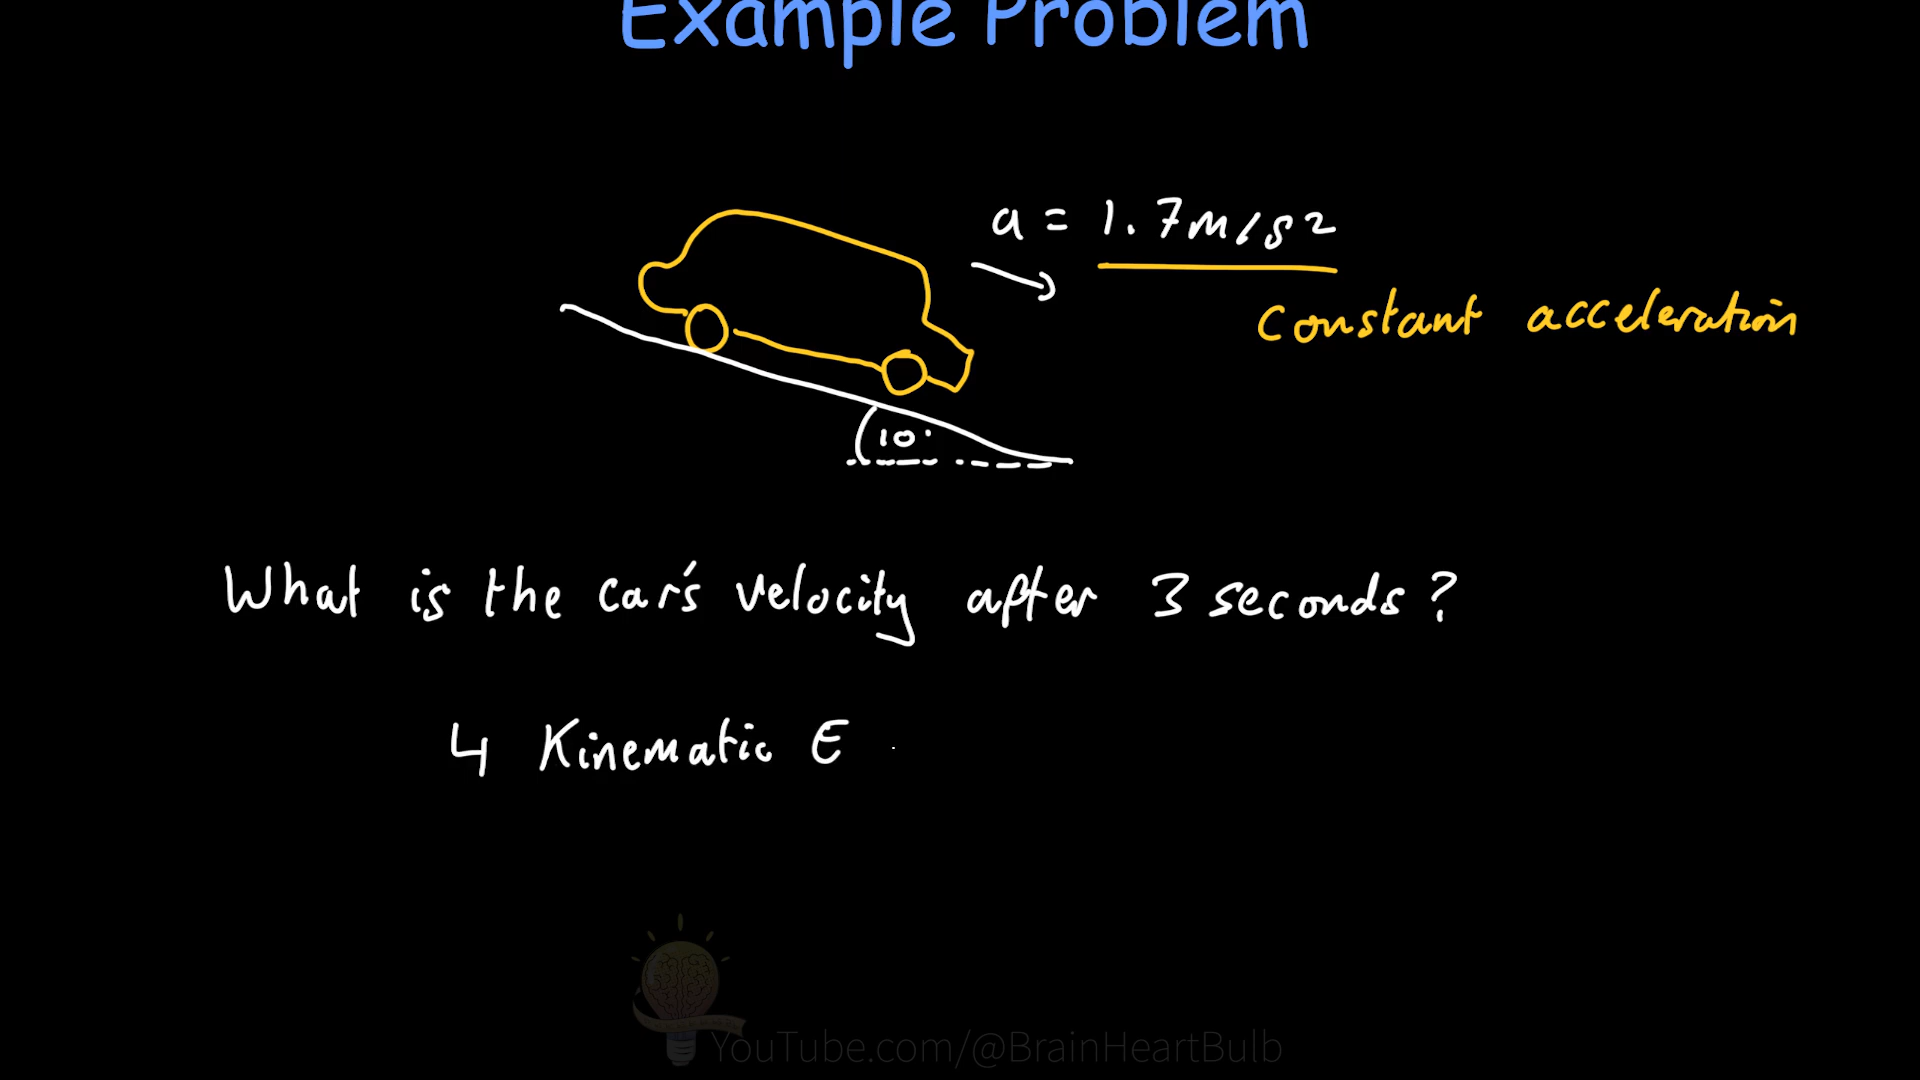 Example Problem
a = 1.7m/s²
Constant acceleration
10°
What is the car's velocity after 3 seconds?
4 Kinematic E
YouTube.com/@BrainHeartBulb